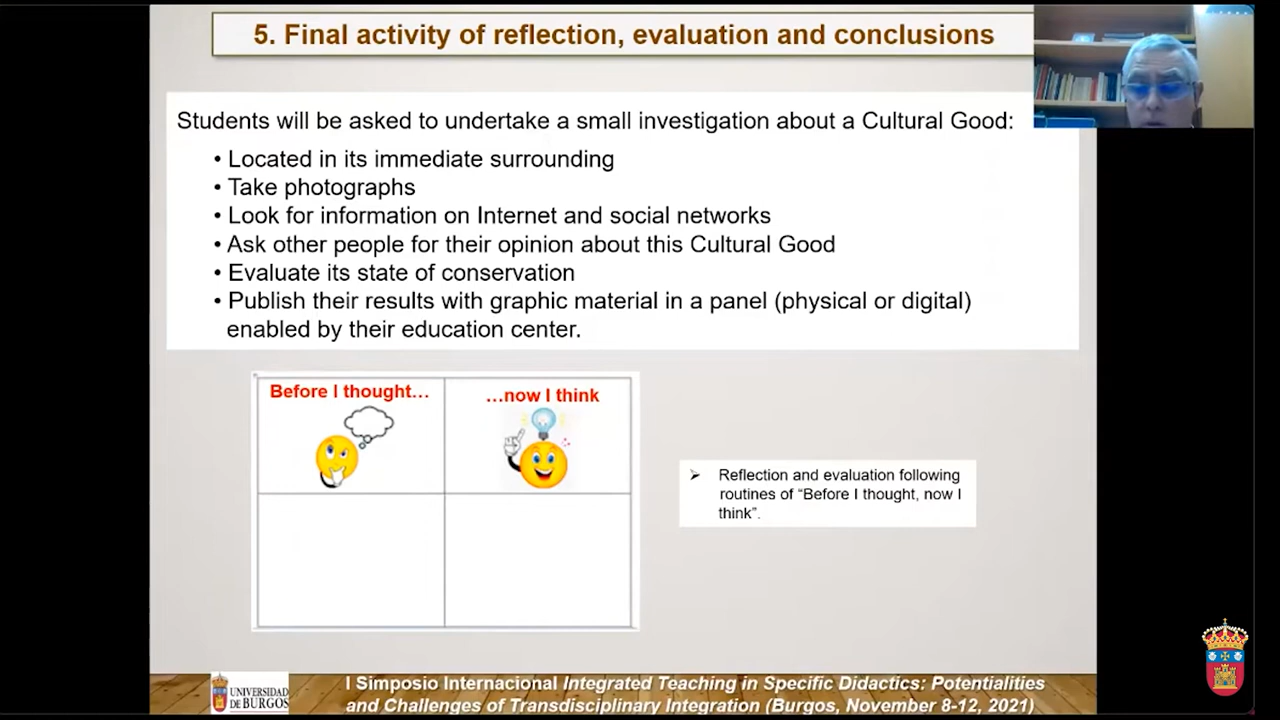 5. Final activity of reflection, evaluation and conclusions
Students will be asked to undertake a small investigation about a Cultural Good:
• Located in its immediate surrounding
• Take photographs
• Look for information on Internet and social networks
• Ask other people for their opinion about this Cultural Good
• Evaluate its state of conservation
• Publish their results with graphic material in a panel (physical or digital)
enabled by their education center.
Before I thought…
…now I think
➢ Reflection and evaluation following
routines of “Before I thought, now I
think”.
UNIVERSIDAD
DE BURGOS
I Simposio Internacional Integrated Teaching in Specific Didactics: Potentialities
and Challenges of Transdisciplinary Integration (Burgos, November 8-12, 2021)